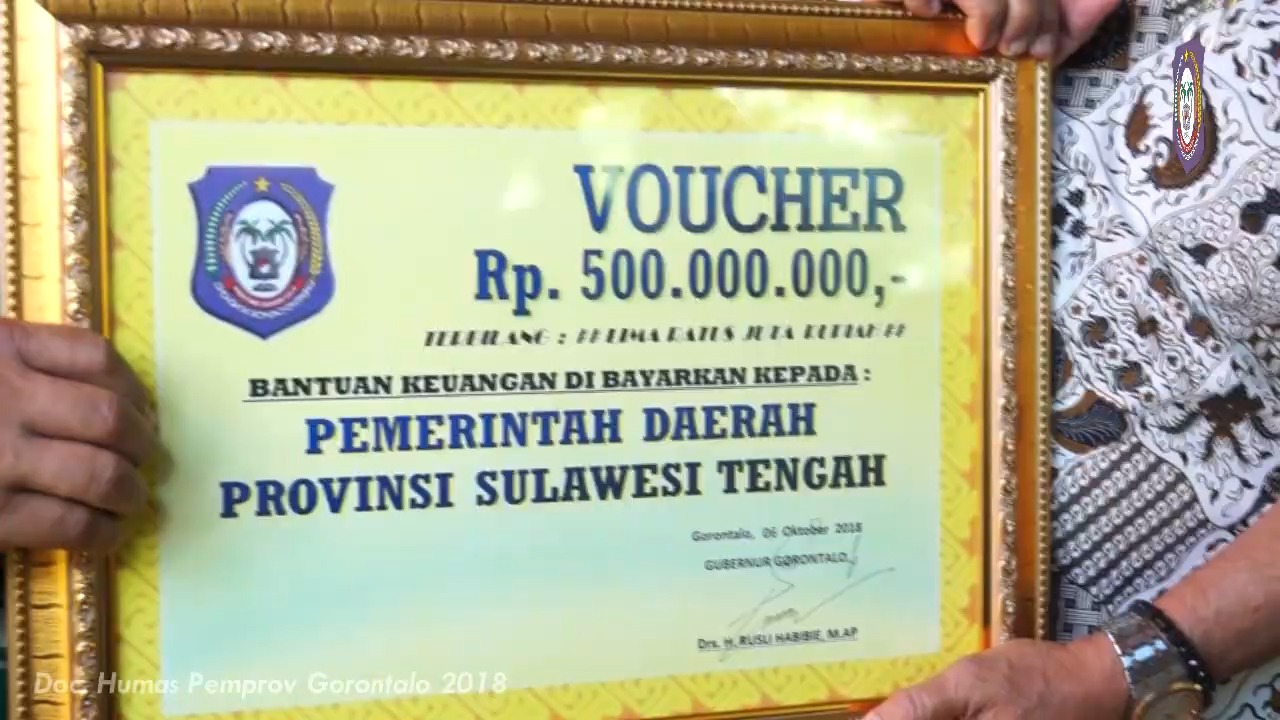 VOUCHER
Rp. 500.000.000,-
TERBILANG : ## LIMA RATUS JUTA RUPIAH ##
BANTUAN KEUANGAN DI BAYARKAN KEPADA :
PEMERINTAH DAERAH
PROVINSI SULAWESI TENGAH
Gorontalo, 06 Oktober 2018
GUBERNUR GORONTALO,
Drs. H. RUSLI HABIBIE, M.AP
Doc. Humas Pemprov Gorontalo 2018